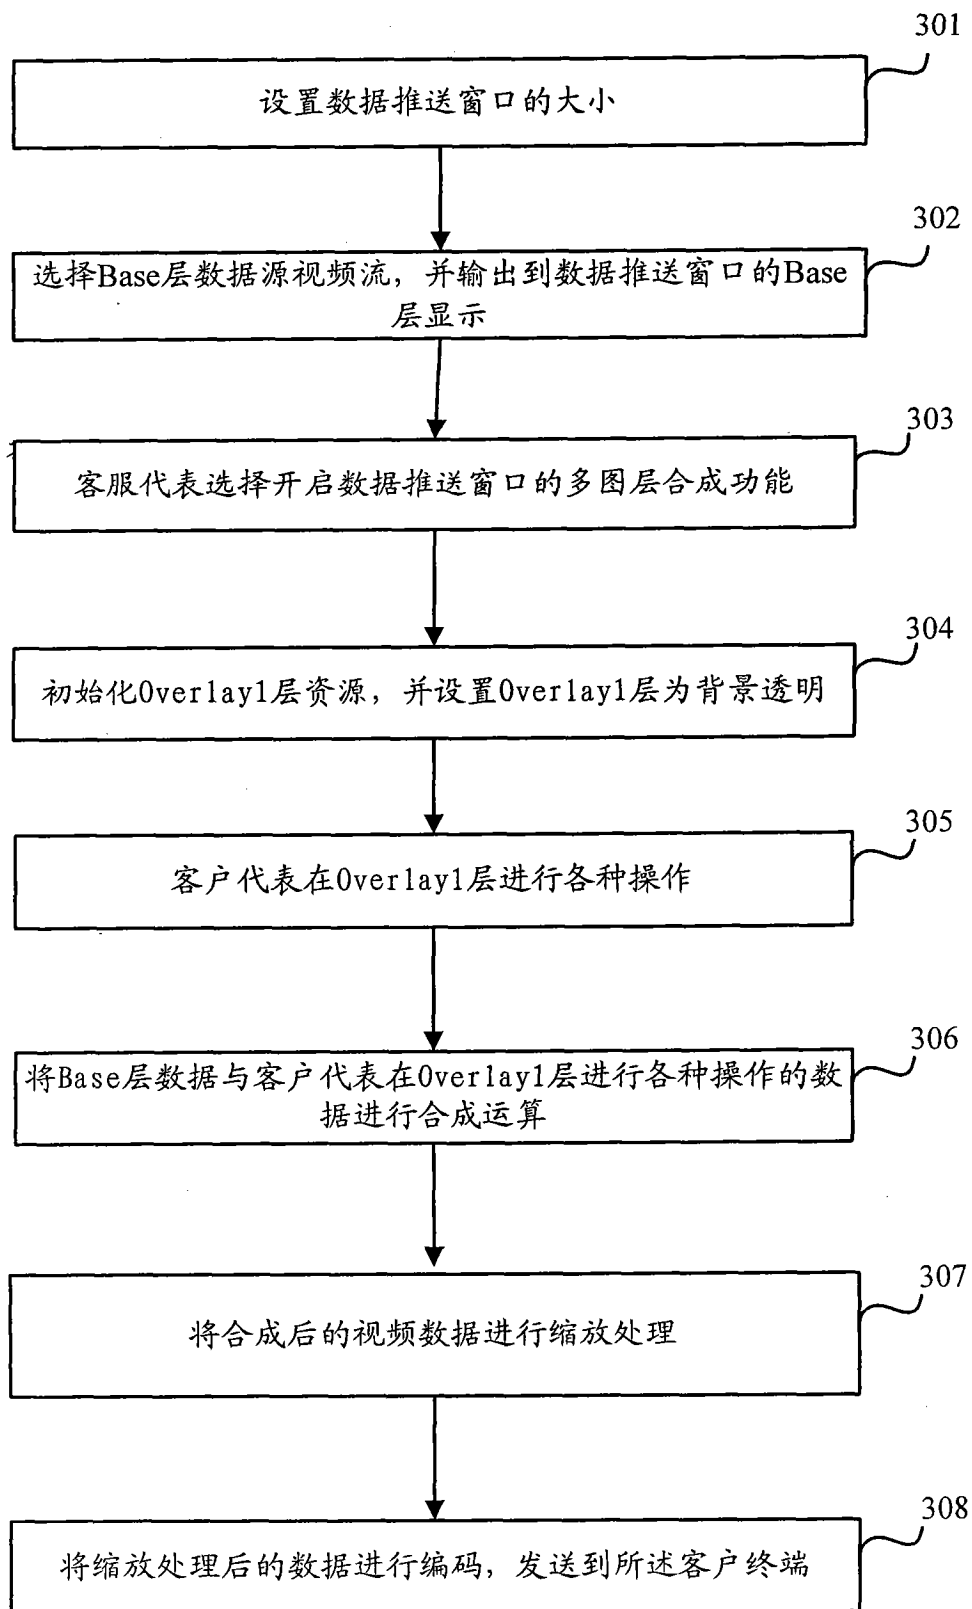 301
设置数据推送窗口的大小
302
选择Base层数据源视频流，并输出到数据推送窗口的Base
层显示
303
客服代表选择开启数据推送窗口的多图层合成功能
304
初始化Overlay1层资源，并设置Overlay1层为背景透明
305
客户代表在Overlay1层进行各种操作
306
将Base层数据与客户代表在Overlay1层进行各种操作的数
据进行合成运算
307
将合成后的视频数据进行缩放处理
308
将缩放处理后的数据进行编码，发送到所述客户终端